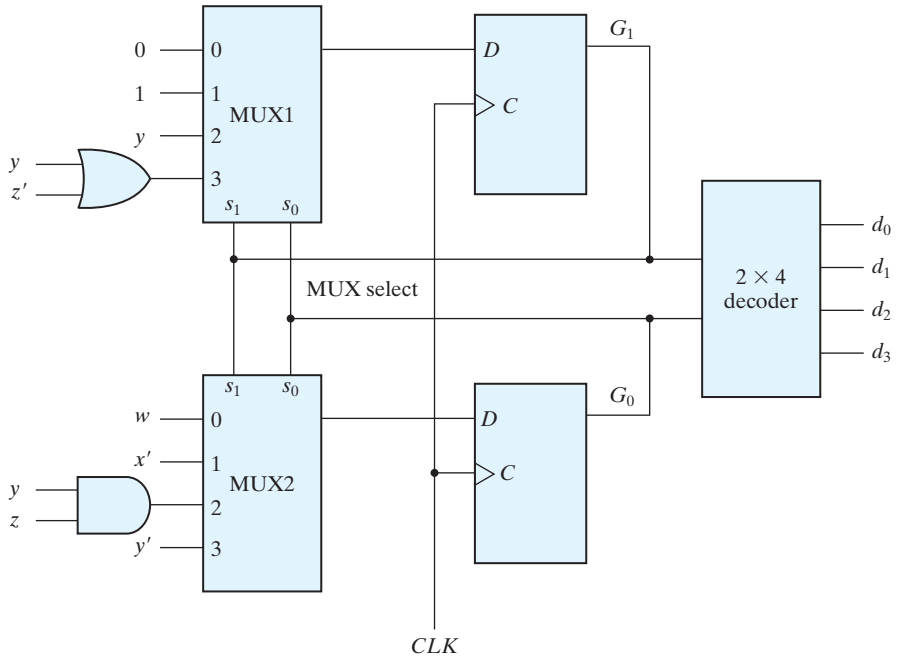 0
0
1
1
MUX1
y
2
y
z′
3
s₁
s₀
D
C
G₁
MUX select
2 × 4
decoder
d₀
d₁
d₂
d₃
s₁
s₀
w
0
x′
1
MUX2
y
z
2
y′
3
D
C
G₀
CLK